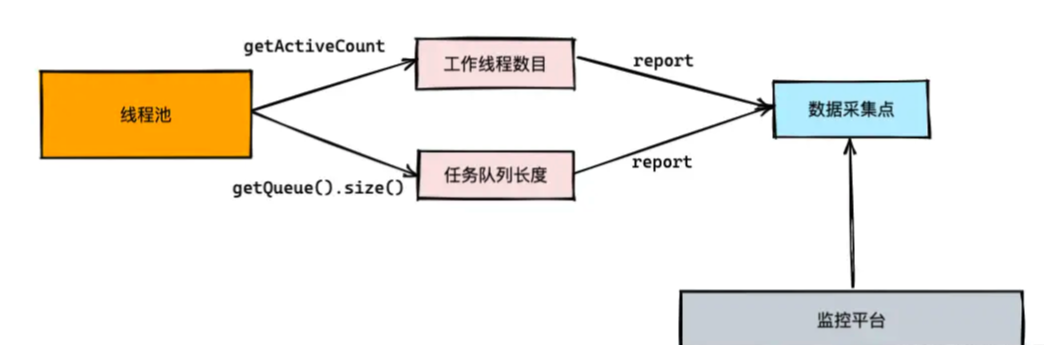 getActiveCount
工作线程数目
report
线程池
数据采集点
任务队列长度
report
getQueue().size()
监控平台